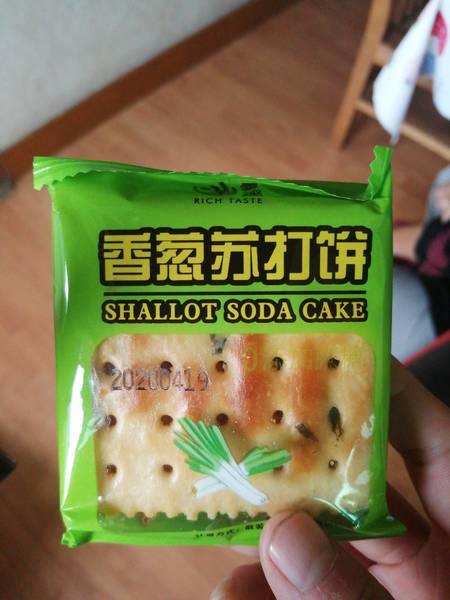 RICH TASTE
香葱苏打饼
SHALLOT SODA CAKE
20200419